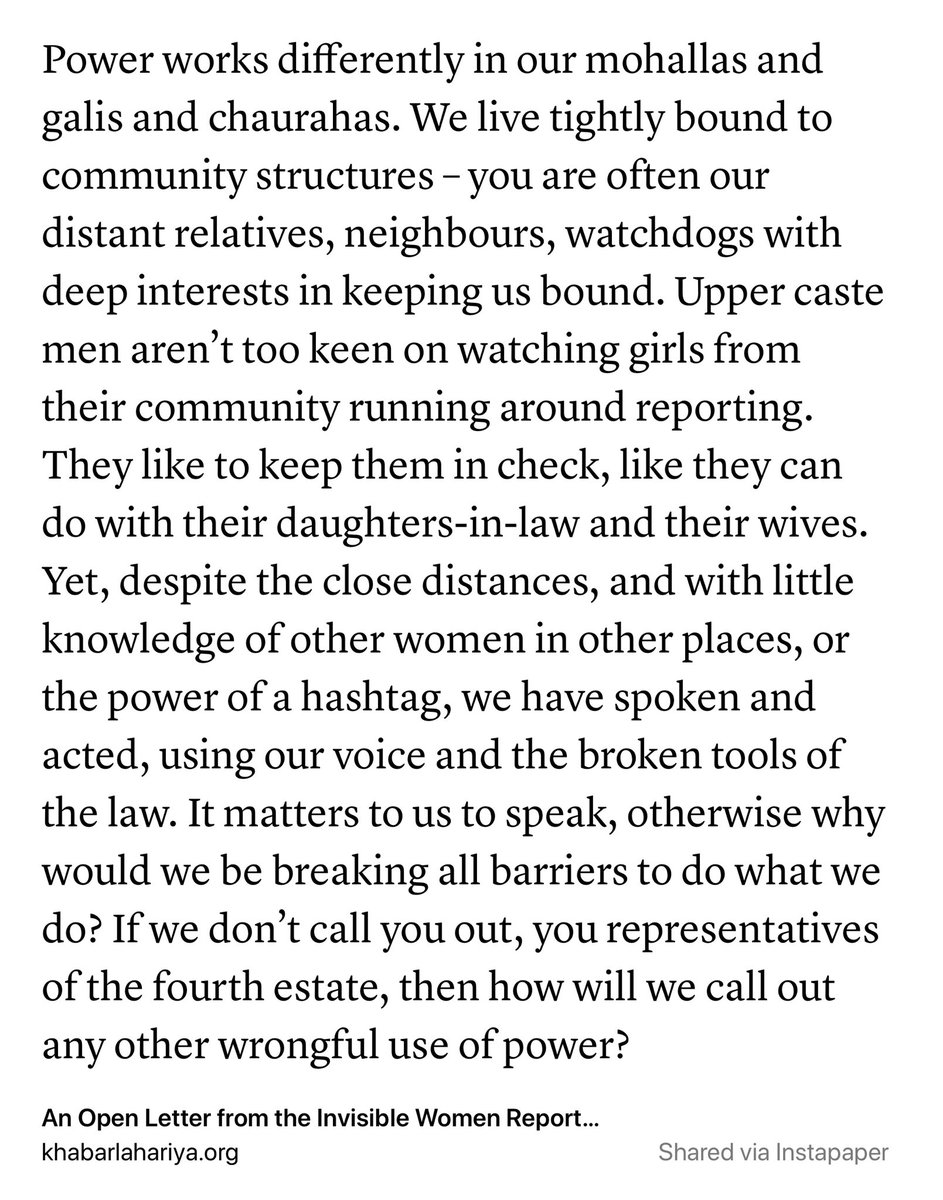 Power works differently in our mohallas and
galis and chaurahas. We live tightly bound to
community structures – you are often our
distant relatives, neighbours, watchdogs with
deep interests in keeping us bound. Upper caste
men aren’t too keen on watching girls from
their community running around reporting.
They like to keep them in check, like they can
do with their daughters-in-law and their wives.
Yet, despite the close distances, and with little
knowledge of other women in other places, or
the power of a hashtag, we have spoken and
acted, using our voice and the broken tools of
the law. It matters to us to speak, otherwise why
would we be breaking all barriers to do what we
do? If we don’t call you out, you representatives
of the fourth estate, then how will we call out
any other wrongful use of power?
An Open Letter from the Invisible Women Report...
khabarlahariya.org
Shared via Instapaper